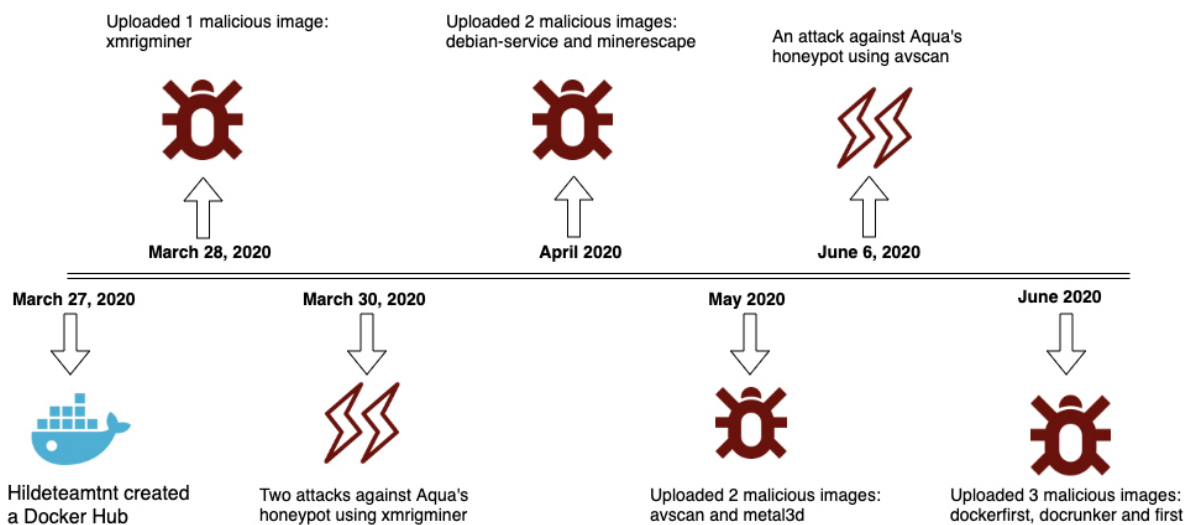 Uploaded 1 malicious image:
xmrigminer
Uploaded 2 malicious images:
debian-service and minerescape
An attack against Aqua's
honeypot using avscan
March 28, 2020
April 2020
June 6, 2020
March 27, 2020
March 30, 2020
May 2020
June 2020
Hildeteamtnt created
a Docker Hub
Two attacks against Aqua's
honeypot using xmrigminer
Uploaded 2 malicious images:
avscan and metal3d
Uploaded 3 malicious images:
dockerfirst, docrunker and first